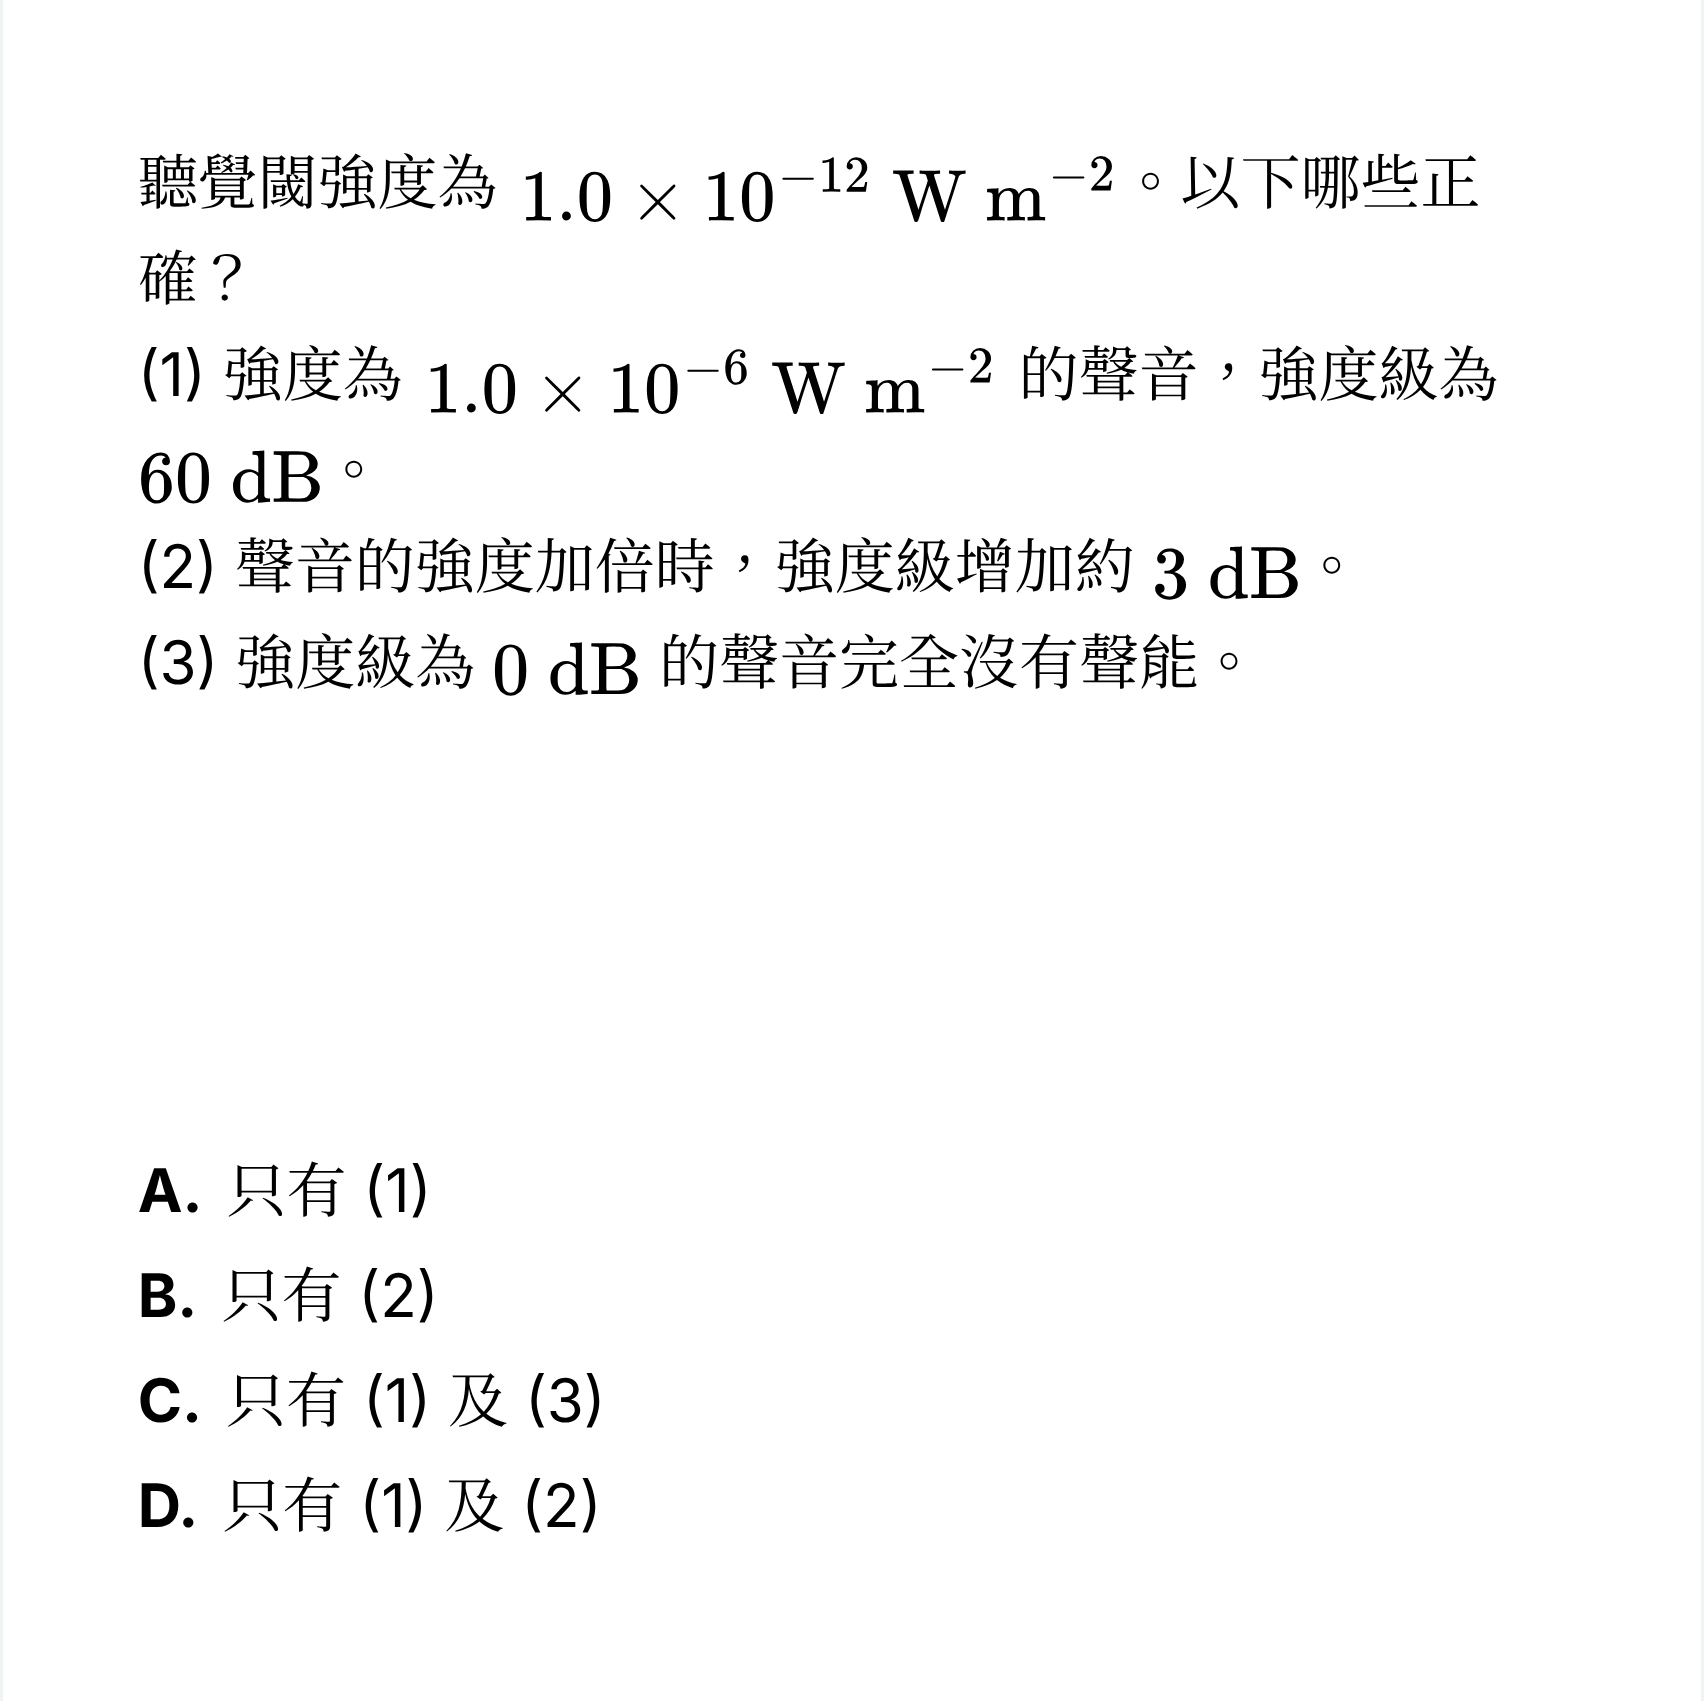 聽覺閾強度為 1.0 × 10⁻¹² W m⁻²。以下哪些正
確？
(1) 強度為 1.0 × 10⁻⁶ W m⁻² 的聲音，強度級為
60 dB。
(2) 聲音的強度加倍時，強度級增加約 3 dB。
(3) 強度級為 0 dB 的聲音完全沒有聲能。
A. 只有 (1)
B. 只有 (2)
C. 只有 (1) 及 (3)
D. 只有 (1) 及 (2)